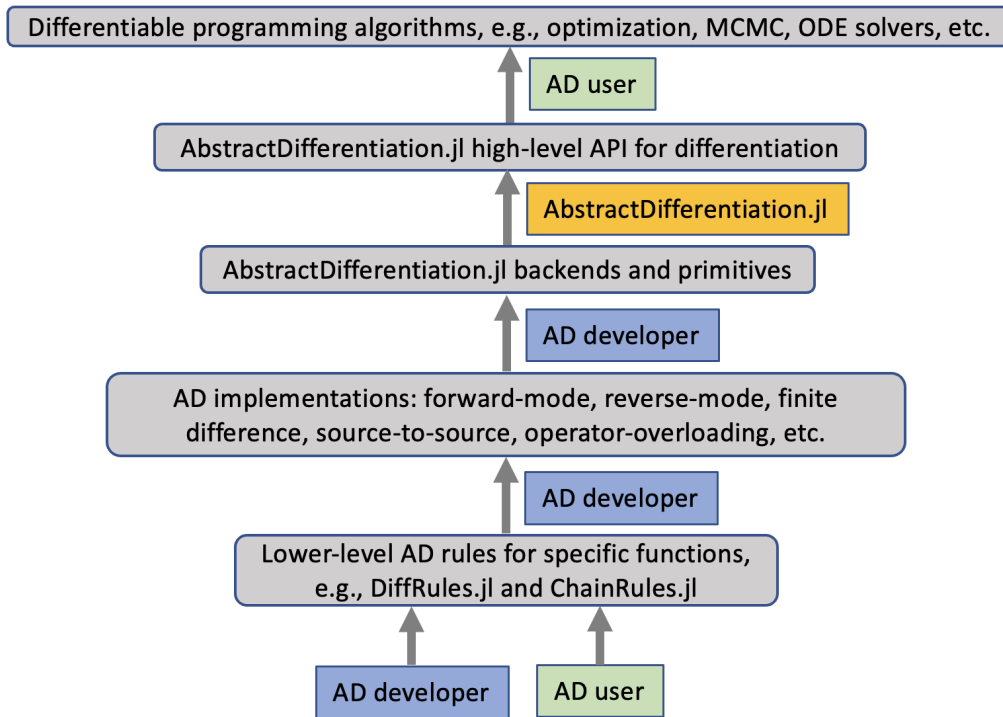 Differentiable programming algorithms, e.g., optimization, MCMC, ODE solvers, etc.
AD user
AbstractDifferentiation.jl high-level API for differentiation
AbstractDifferentiation.jl
AbstractDifferentiation.jl backends and primitives
AD developer
AD implementations: forward-mode, reverse-mode, finite
difference, source-to-source, operator-overloading, etc.
AD developer
Lower-level AD rules for specific functions,
e.g., DiffRules.jl and ChainRules.jl
AD developer
AD user